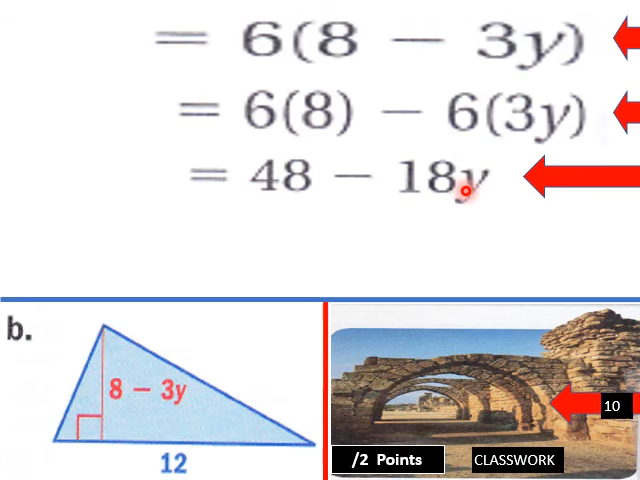 = 6(8 − 3y)
= 6(8) − 6(3y)
= 48 − 18y
b.
8 − 3y
12
10
/2 Points
CLASSWORK